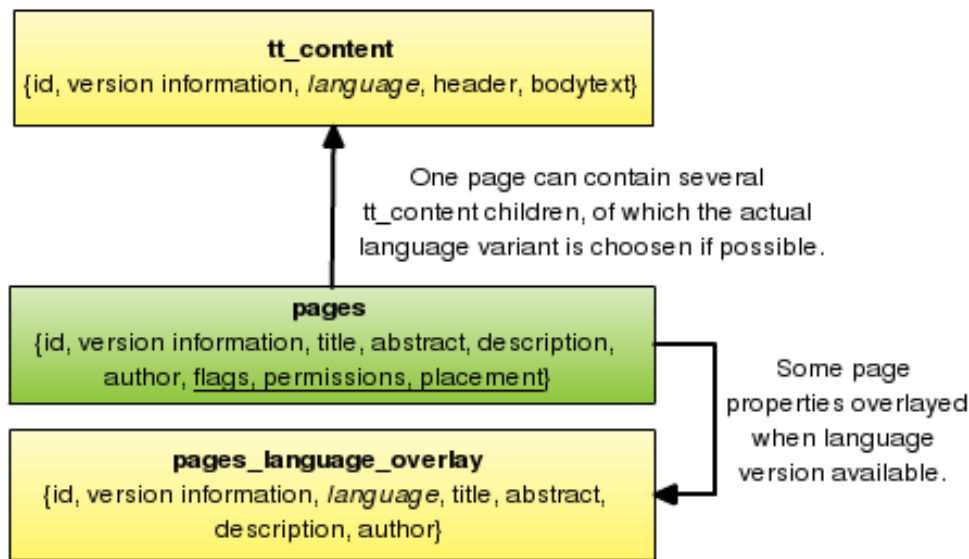 tt_content
{id, version information, language, header, bodytext}
One page can contain several
tt_content children, of which the actual
language variant is choosen if possible.
pages
{id, version information, title, abstract, description,
author, flags, permissions, placement}
Some page
properties overlayed
when language
version available.
pages_language_overlay
{id, version information, language, title, abstract,
description, author}